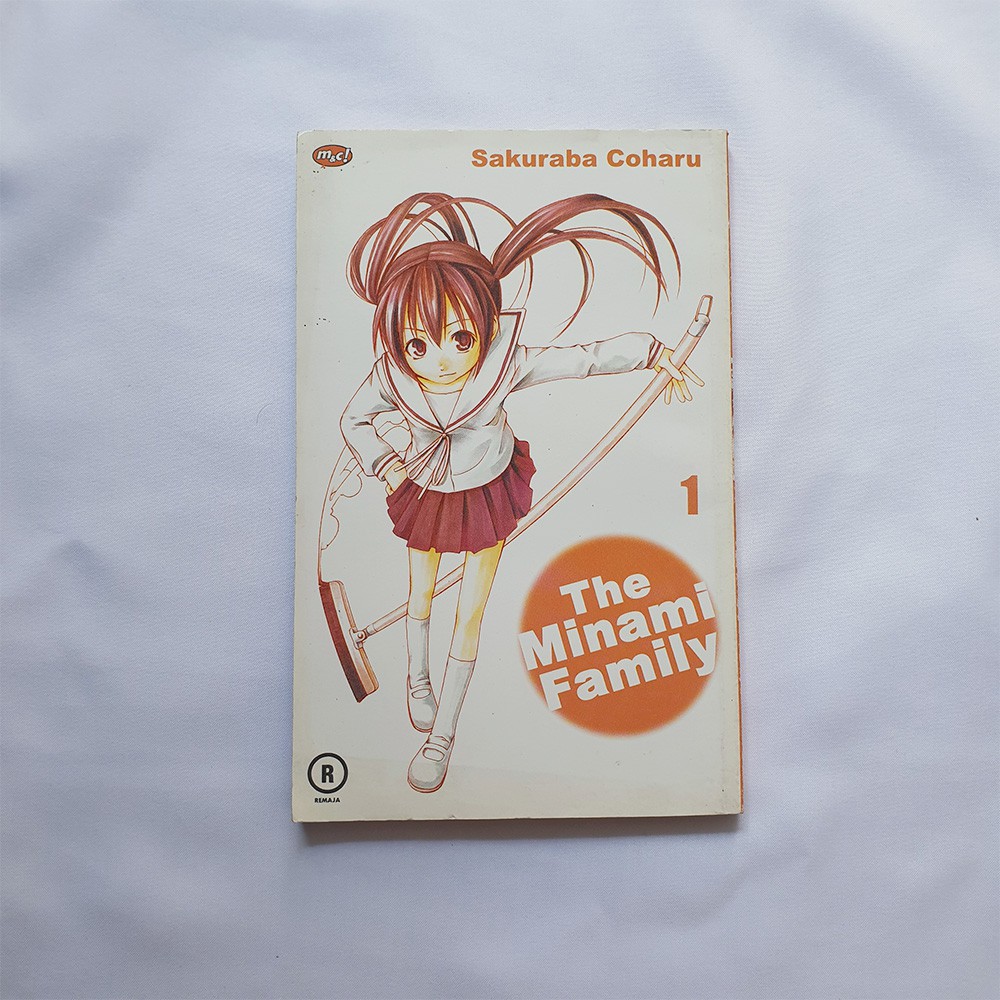 m&c!
Sakuraba Coharu
1
The
Minami
Family
R
REMAJA